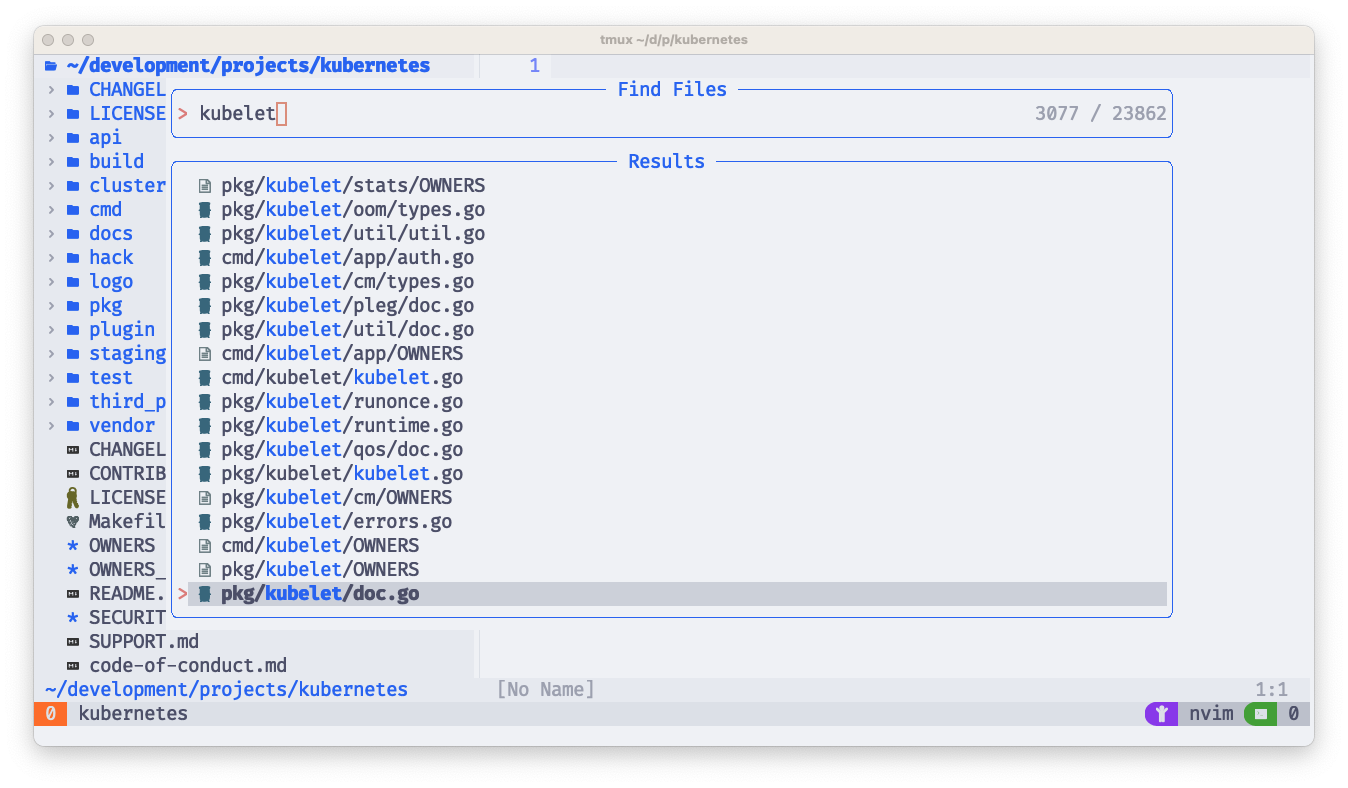 tmux ~/d/p/kubernetes
~/development/projects/kubernetes
1
CHANGEL
LICENSE
api
build
cluster
cmd
docs
hack
logo
pkg
plugin
staging
test
third_p
vendor
CHANGEL
CONTRIB
LICENSE
Makefil
OWNERS
OWNERS_
README.
SECURIT
SUPPORT.md
code-of-conduct.md
Find Files
> kubelet 3077 / 23862
Results
pkg/kubelet/stats/OWNERS
pkg/kubelet/oom/types.go
pkg/kubelet/util/util.go
cmd/kubelet/app/auth.go
pkg/kubelet/cm/types.go
pkg/kubelet/pleg/doc.go
pkg/kubelet/util/doc.go
cmd/kubelet/app/OWNERS
cmd/kubelet/kubelet.go
pkg/kubelet/runonce.go
pkg/kubelet/runtime.go
pkg/kubelet/qos/doc.go
pkg/kubelet/kubelet.go
pkg/kubelet/cm/OWNERS
pkg/kubelet/errors.go
cmd/kubelet/OWNERS
pkg/kubelet/OWNERS
> pkg/kubelet/doc.go
~/development/projects/kubernetes [No Name] 1:1
0 kubernetes nvim 0